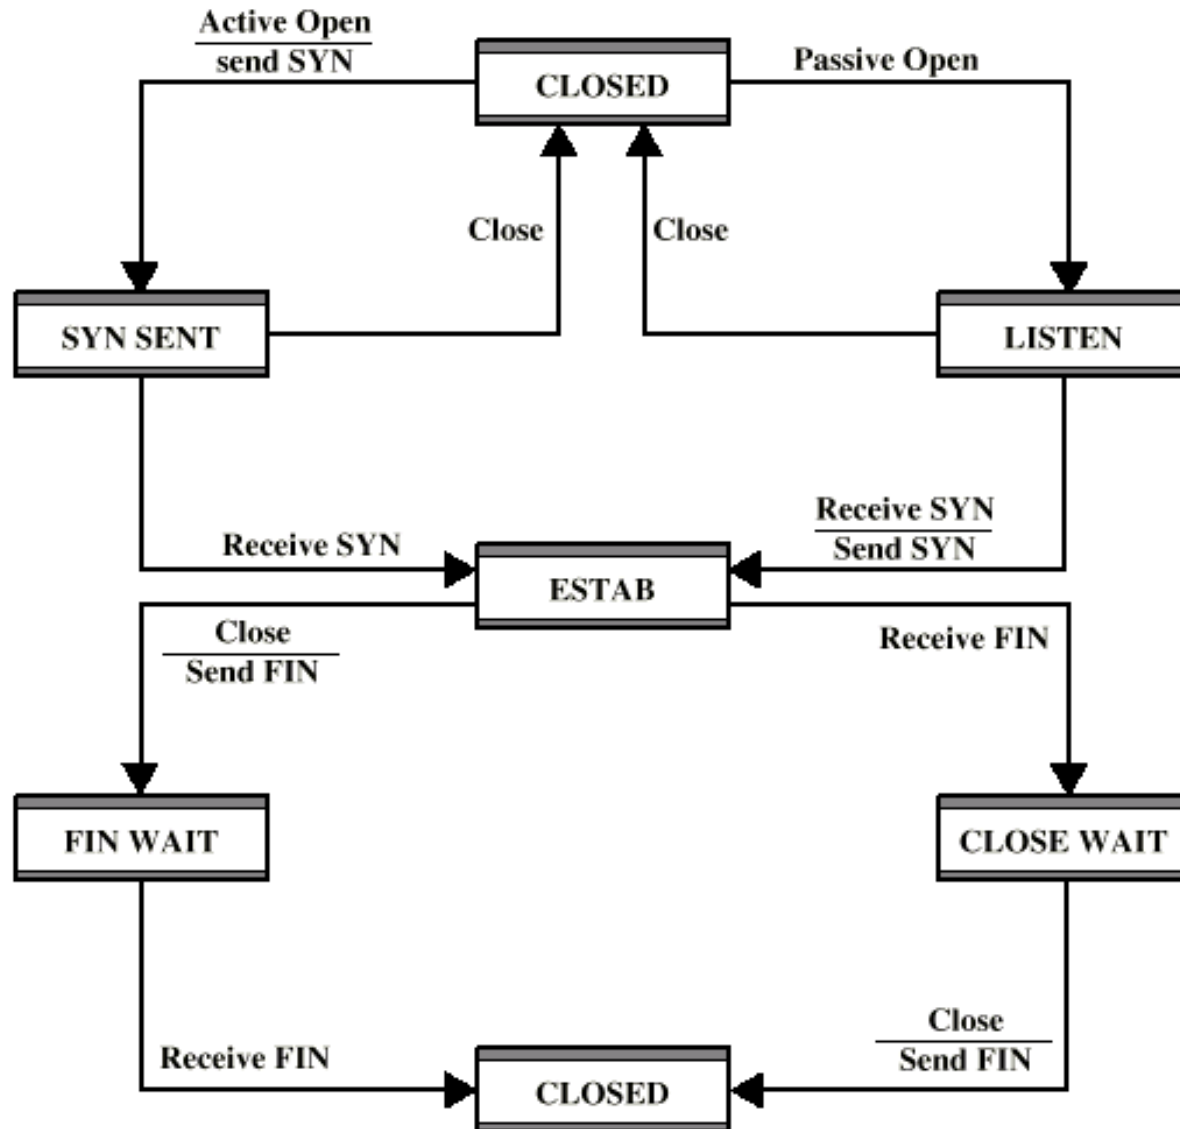 Active Open
send SYN
CLOSED
Passive Open
Close
Close
SYN SENT
LISTEN
Receive SYN
Receive SYN
Send SYN
ESTAB
Close
Send FIN
Receive FIN
FIN WAIT
CLOSE WAIT
Receive FIN
Close
Send FIN
CLOSED